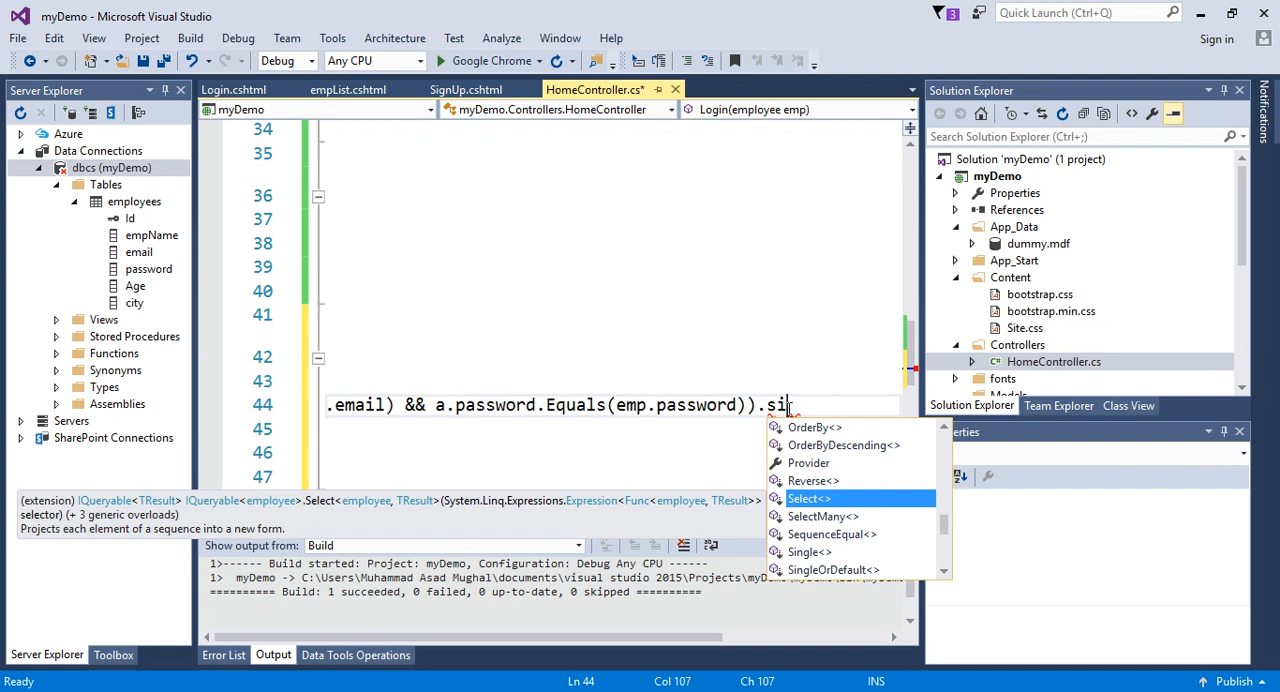 myDemo - Microsoft Visual Studio
3
Quick Launch (Ctrl+Q)
File Edit View Project Build Debug Team Tools Architecture Test Analyze Window Help
Sign in
Debug
Any CPU
Google Chrome
Server Explorer
Azure
Data Connections
dbcs (myDemo)
Tables
employees
Id
empName
email
password
Age
city
Views
Stored Procedures
Functions
Synonyms
Types
Assemblies
Servers
SharePoint Connections
Server Explorer
Toolbox
Login.cshtml
empList.cshtml
SignUp.cshtml
HomeController.cs*
myDemo
myDemo.Controllers.HomeController
Login(employee emp)
34
35
36
37
38
39
40
41
42
43
44 .email) && a.password.Equals(emp.password)).si
45
46
47
OrderBy<>
OrderByDescending<>
Provider
Reverse<>
Select<>
SelectMany<>
SequenceEqual<>
Single<>
SingleOrDefault<>
(extension) IQueryable<TResult> IQueryable<employee>.Select<employee, TResult>(System.Linq.Expressions.Expression<Func<employee, TResult>>
selector) (+ 3 generic overloads)
Projects each element of a sequence into a new form.
Show output from:
Build
1>------ Build started: Project: myDemo, Configuration: Debug Any CPU ------
1> myDemo -> C:\Users\Muhammad Asad Mughal\documents\visual studio 2015\Projects\
========== Build: 1 succeeded, 0 failed, 0 up-to-date, 0 skipped ==========
Error List
Output
Data Tools Operations
Solution Explorer
Search Solution Explorer (Ctrl+;)
Solution 'myDemo' (1 project)
myDemo
Properties
References
App_Data
dummy.mdf
App_Start
Content
bootstrap.css
bootstrap.min.css
Site.css
Controllers
HomeController.cs
fonts
Solution Explorer
Team Explorer
Class View
Notifications
Ready
Ln 44
Col 107
Ch 107
INS
Publish